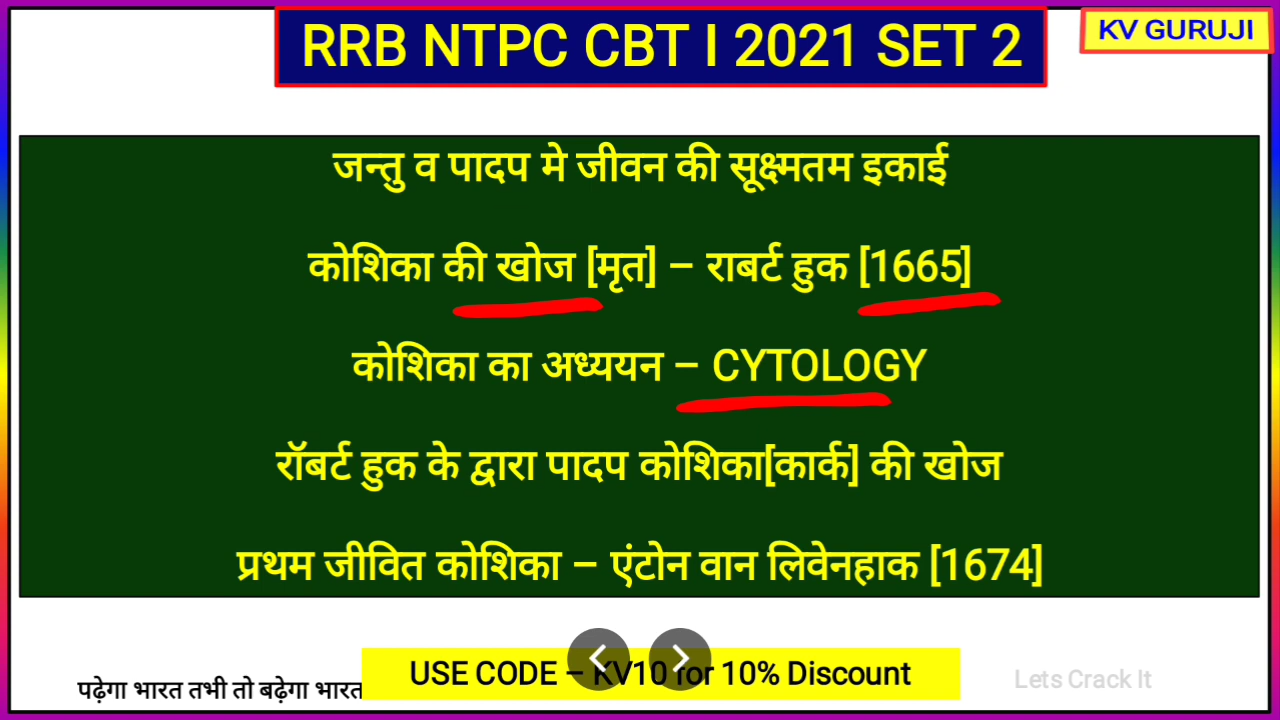 RRB NTPC CBT I 2021 SET 2
KV GURUJI
जन्तु व पादप मे जीवन की सूक्ष्मतम इकाई
कोशिका की खोज [मृत] – राबर्ट हुक [1665]
कोशिका का अध्ययन – CYTOLOGY
रॉबर्ट हुक के द्वारा पादप कोशिका[कार्क] की खोज
प्रथम जीवित कोशिका – एंटोन वान लिवेनहाक [1674]
USE CODE – KV10 for 10% Discount
पढ़ेगा भारत तभी तो बढ़ेगा भारत
Lets Crack It